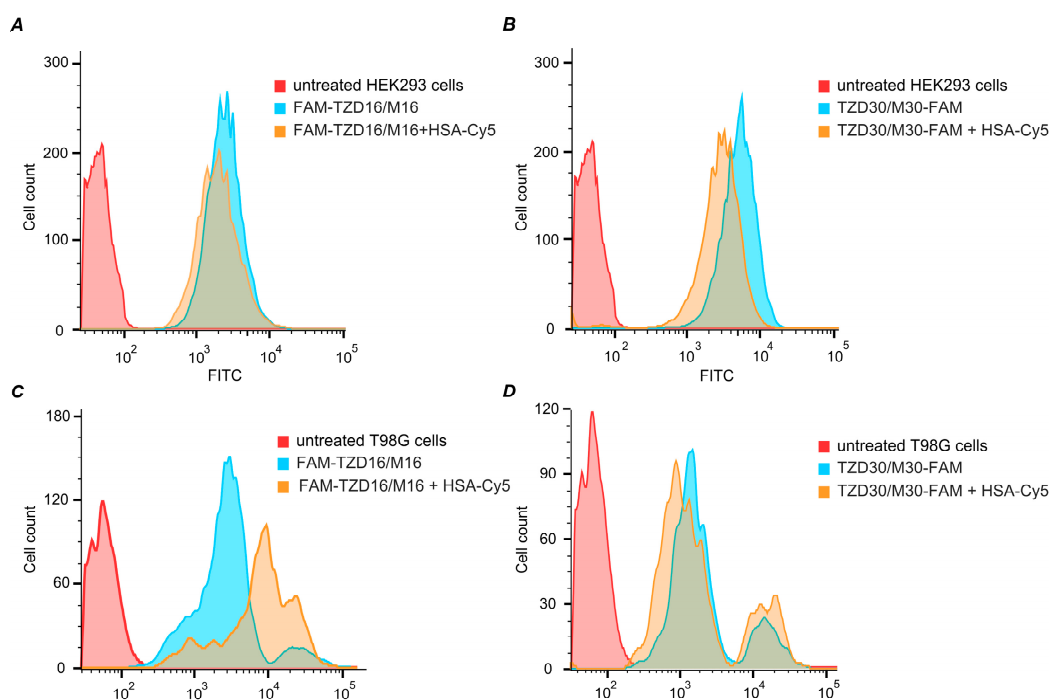 A
300
200
100
0
Cell count
10^2
10^3
10^4
10^5
FITC
untreated HEK293 cells
FAM-TZD16/M16
FAM-TZD16/M16+HSA-Cy5
B
300
200
100
0
Cell count
10^2
10^3
10^4
10^5
FITC
untreated HEK293 cells
TZD30/M30-FAM
TZD30/M30-FAM + HSA-Cy5
C
180
120
60
0
Cell count
10^2
10^3
10^4
10^5
untreated T98G cells
FAM-TZD16/M16
FAM-TZD16/M16 + HSA-Cy5
D
120
90
60
30
0
Cell count
10^2
10^3
10^4
10^5
untreated T98G cells
TZD30/M30-FAM
TZD30/M30-FAM + HSA-Cy5